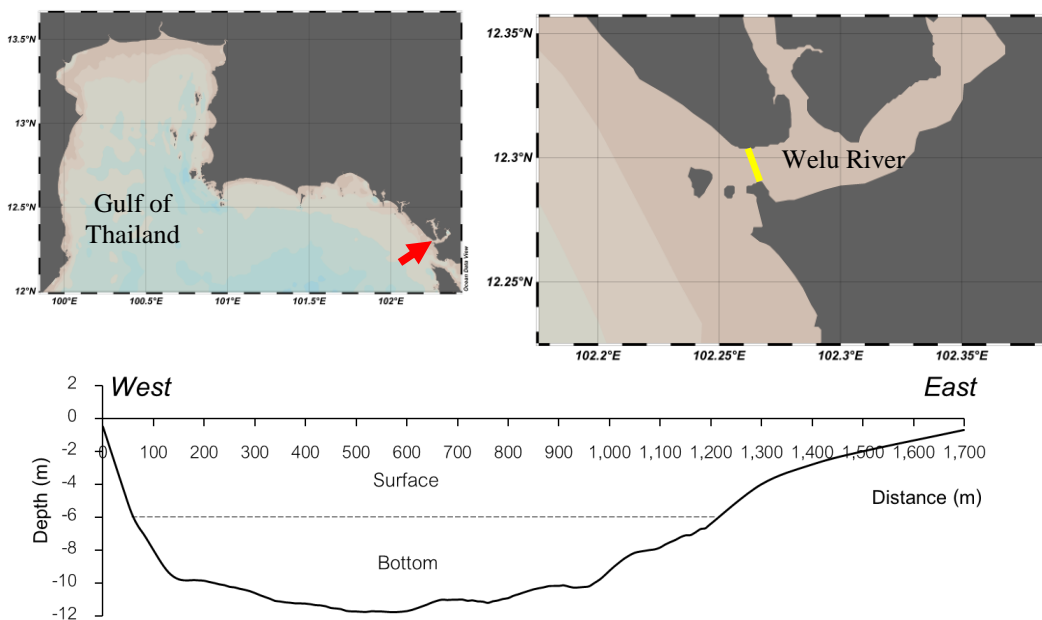 13.5°N
13°N
12.5°N
12°N
100°E
100.5°E
101°E
101.5°E
102°E
Gulf of
Thailand
Ocean Data View
12.35°N
12.3°N
12.25°N
102.2°E
102.25°E
102.3°E
102.35°E
Welu River
West
East
2
0
-2
-4
-6
-8
-10
-12
Depth (m)
0 100 200 300 400 500 600 700 800 900 1,000 1,100 1,200 1,300 1,400 1,500 1,600 1,700
Surface
Distance (m)
Bottom